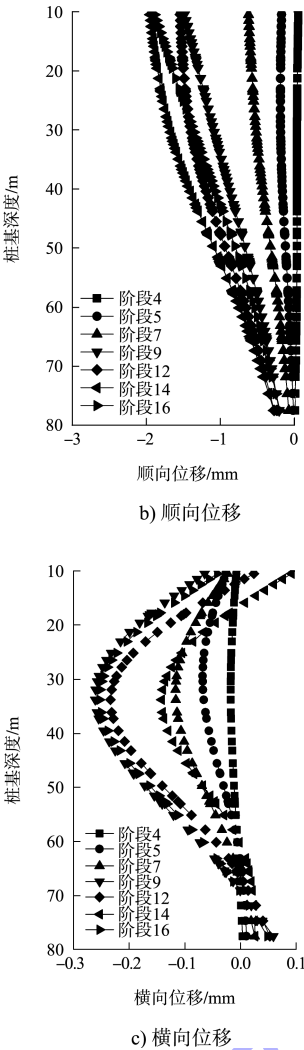 10
20
30
40
50
60
70
80
桩基深度/m
阶段4
阶段5
阶段7
阶段9
阶段12
阶段14
阶段16
−3
−2
−1
0
顺向位移/mm
b) 顺向位移
10
20
30
40
50
60
70
80
桩基深度/m
阶段4
阶段5
阶段7
阶段9
阶段12
阶段14
阶段16
−0.3
−0.2
−0.1
0.0
0.1
横向位移/mm
c) 横向位移